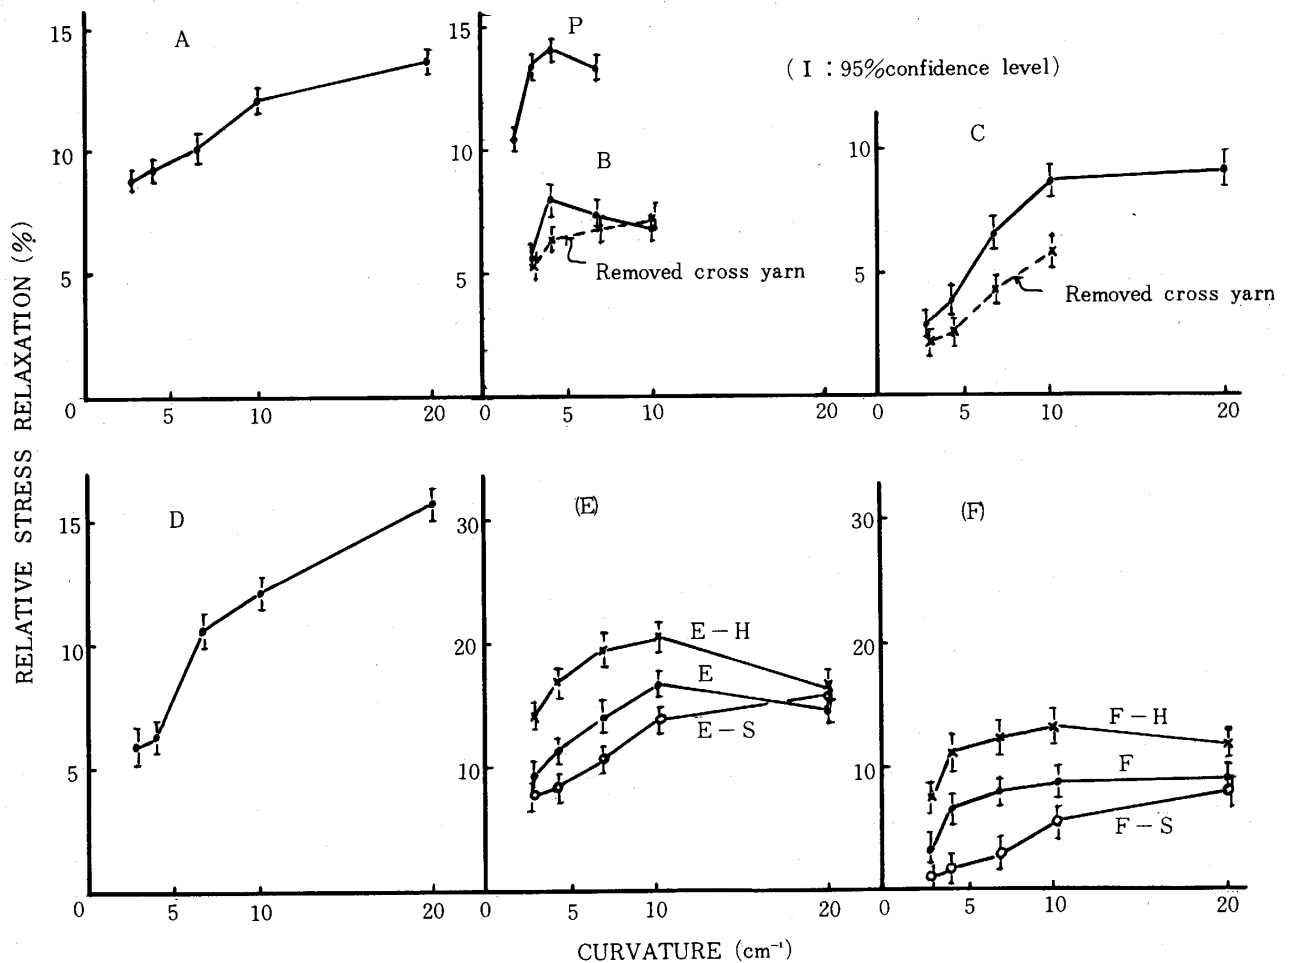 A
P
( I : 95%confidence level)
B
C
Removed cross yarn
Removed cross yarn
15
10
5
0
5
10
20
15
10
5
0
5
10
20
10
5
0
5
10
20
RELATIVE STRESS RELAXATION (%)
D
(E)
(F)
E-H
E
E-S
F-H
F
F-S
15
10
5
0
5
10
20
30
20
10
0
5
10
20
30
20
10
0
5
10
20
CURVATURE (cm⁻¹)